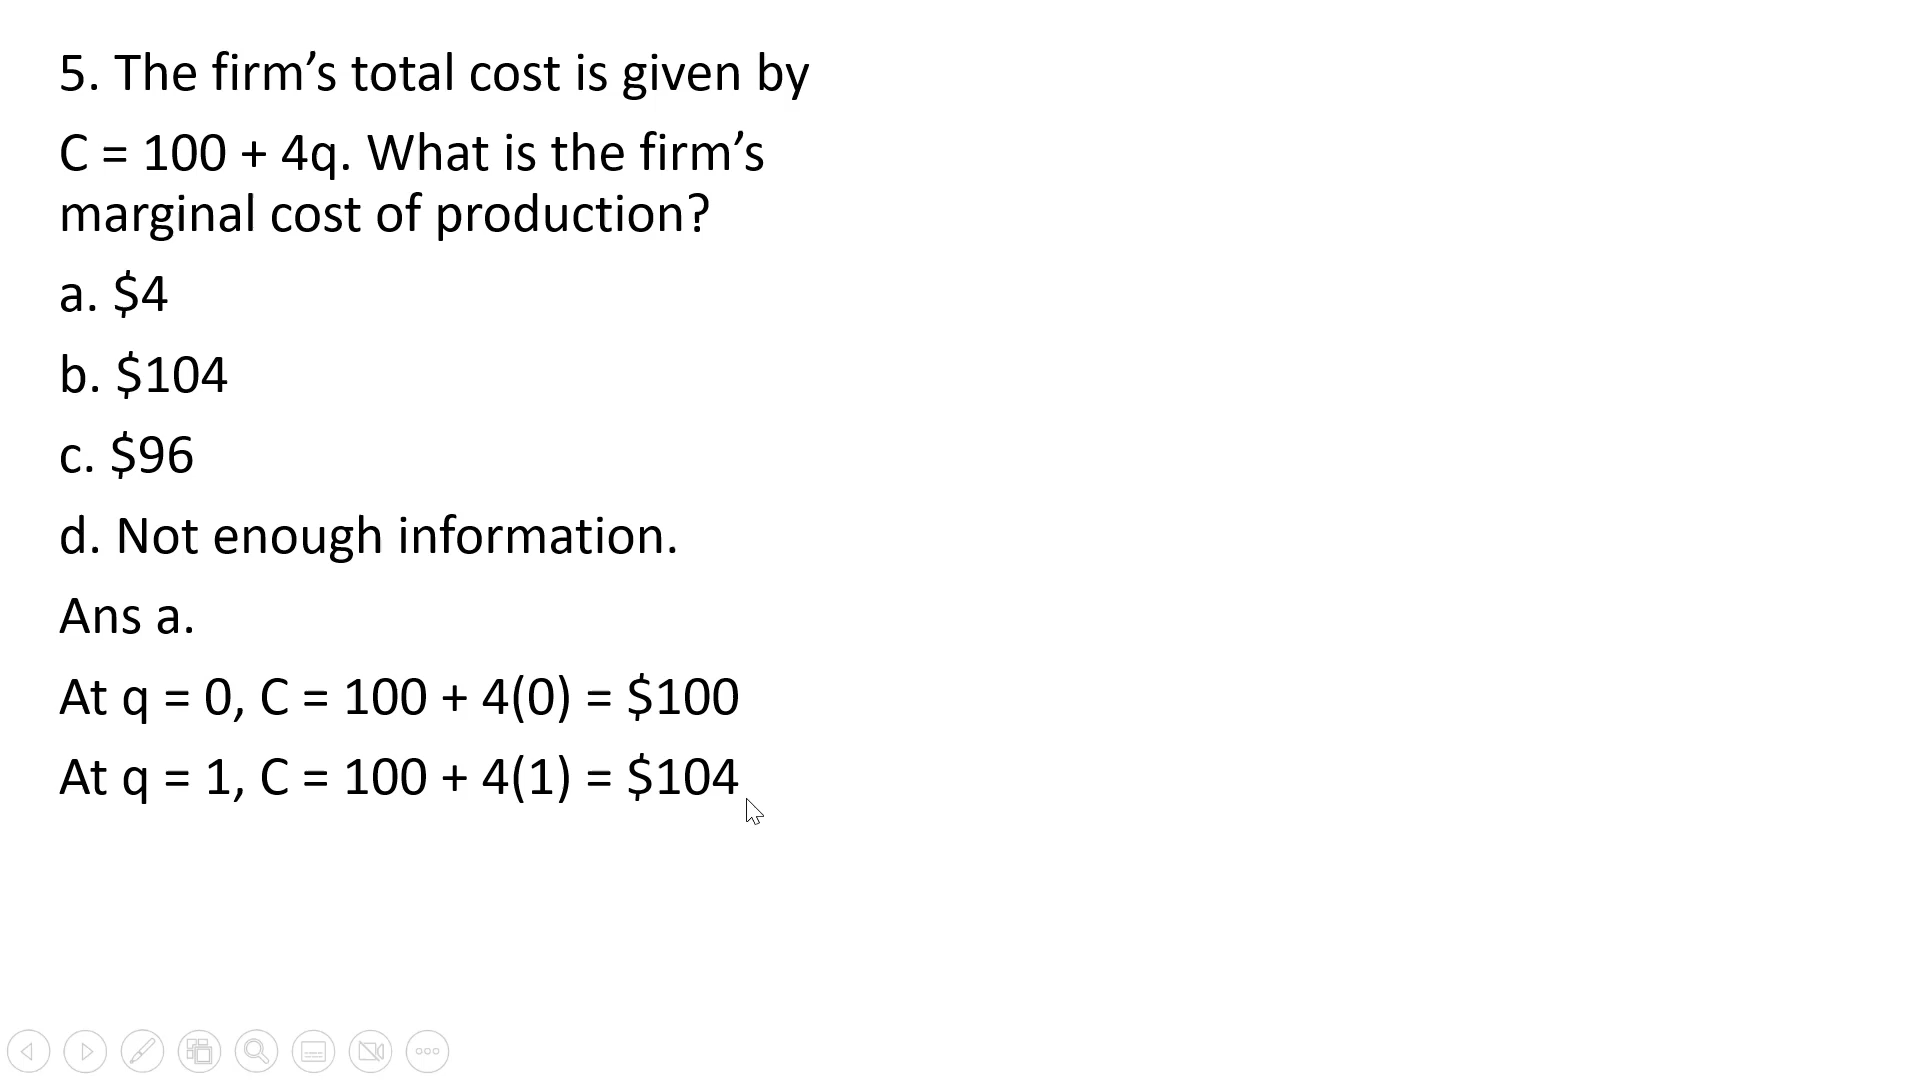 5. The firm’s total cost is given by
C = 100 + 4q. What is the firm’s
marginal cost of production?
a. $4
b. $104
c. $96
d. Not enough information.
Ans a.
At q = 0, C = 100 + 4(0) = $100
At q = 1, C = 100 + 4(1) = $104